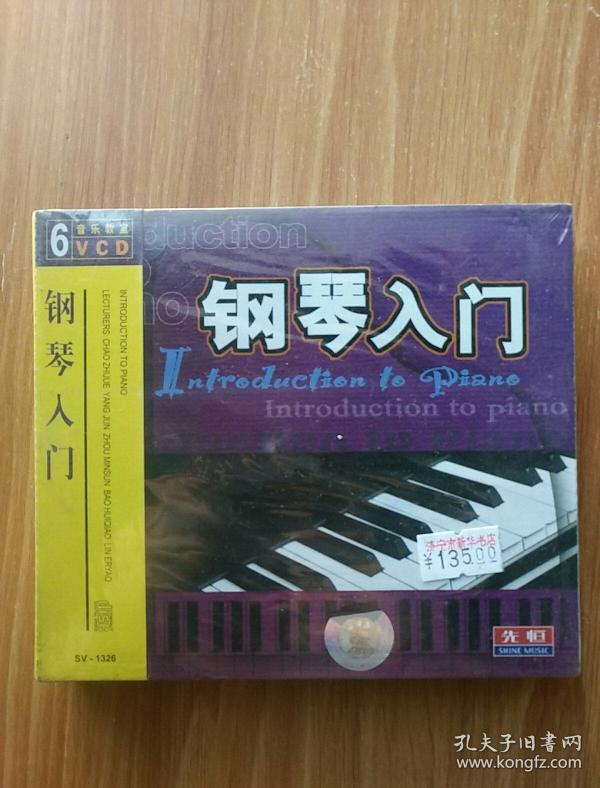 6
音乐教室
VCD
钢琴入门
INTRODUCTION TO PIANO
LECTURERS: CHAO ZHIJUE YANG JUN ZHOU MINSUN BAO HUIQIAO LIN ERYAO
SV - 1326
钢琴入门
Introduction to Piano
Introduction to piano
济宁市新华书店
¥135.00
先恒
SHINE MUSIC
孔夫子旧书网
www.kongfz.com